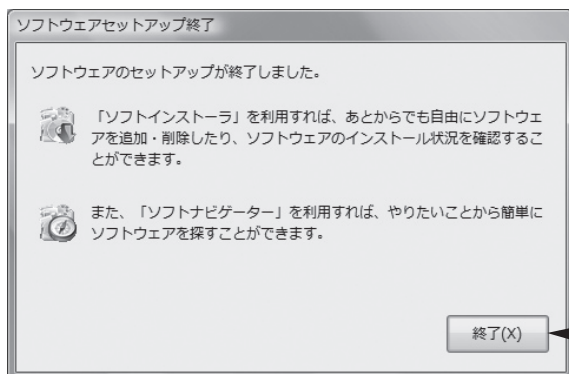 ソフトウェアセットアップ終了
ソフトウェアのセットアップが終了しました。
「ソフトインストーラ」を利用すれば、あとからでも自由にソフトウェ
アを追加・削除したり、ソフトウェアのインストール状況を確認するこ
とができます。
また、「ソフトナビゲーター」を利用すれば、やりたいことから簡単に
ソフトウェアを探すことができます。
終了(X)